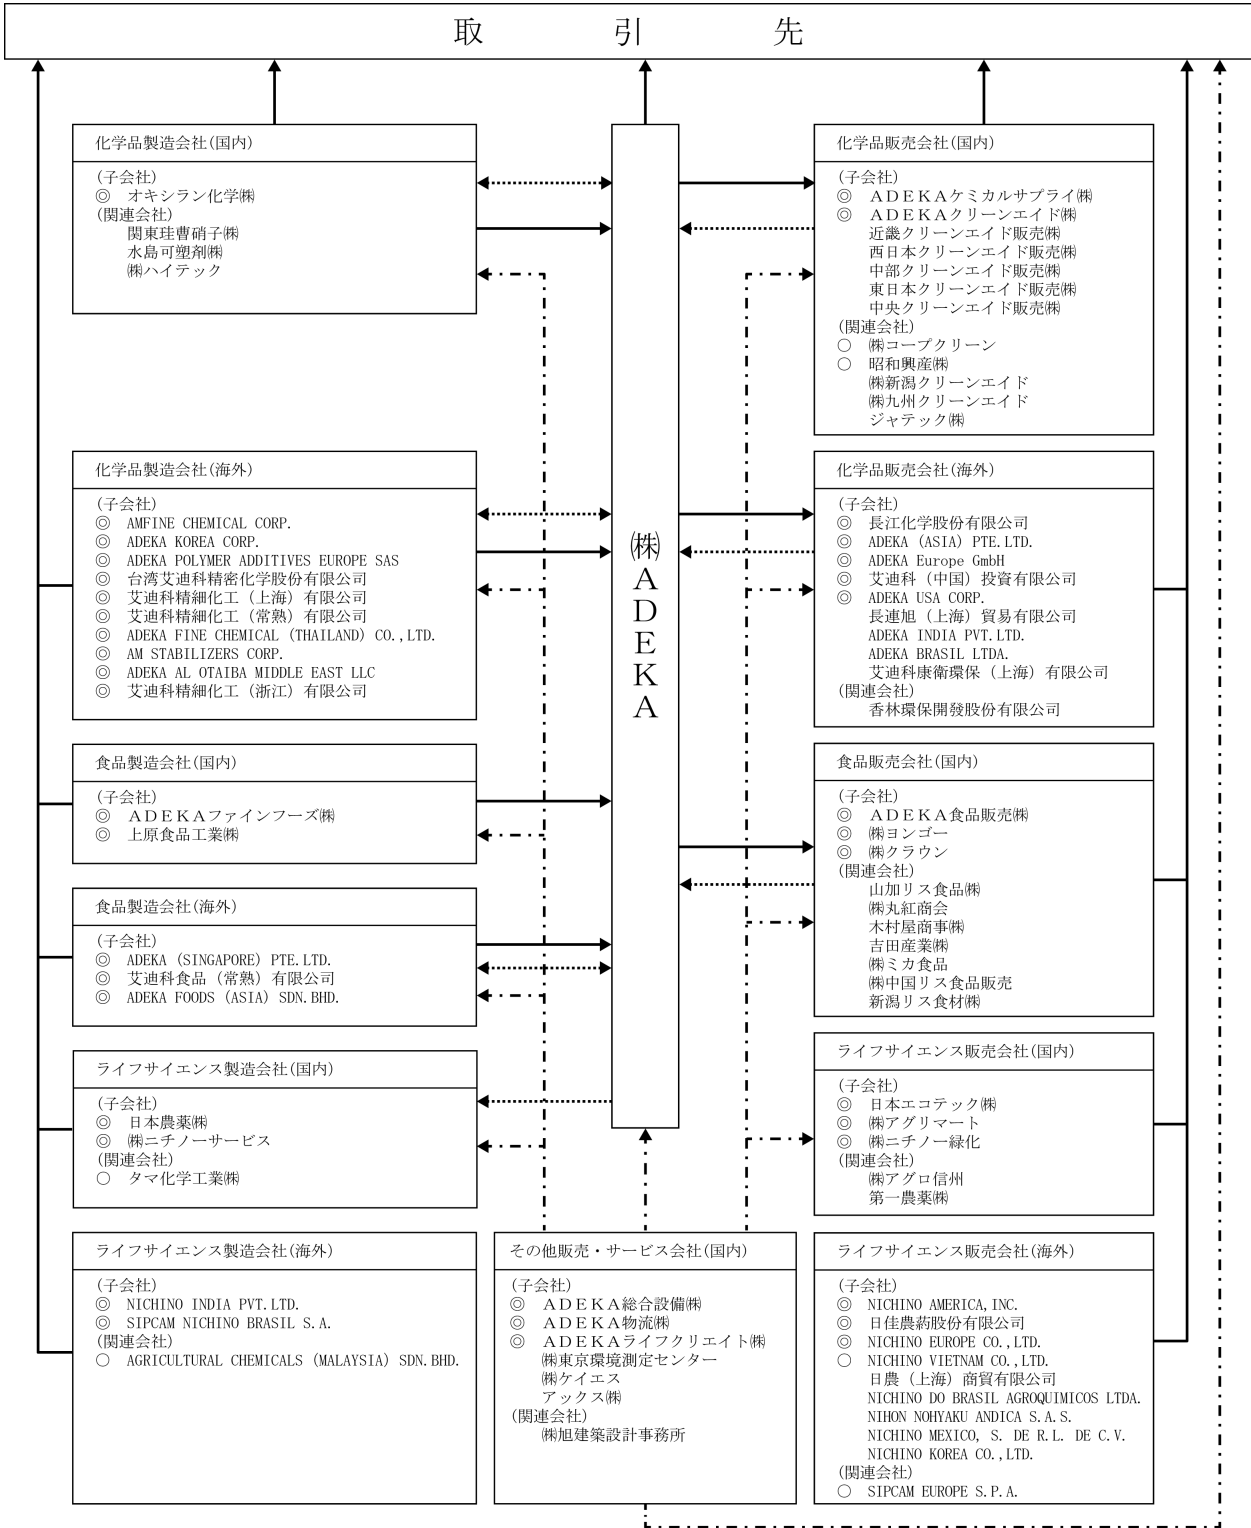 取引先
化学品製造会社(国内)
(子会社)
◎ オキシラン化学㈱
(関連会社)
関東珪曹硝子㈱
水島可塑剤㈱
㈱ハイテック
化学品製造会社(海外)
(子会社)
◎ AMFINE CHEMICAL CORP.
◎ ADEKA KOREA CORP.
◎ ADEKA POLYMER ADDITIVES EUROPE SAS
◎ 台湾艾迪科精密化学股份有限公司
◎ 艾迪科精細化工（上海）有限公司
◎ 艾迪科精細化工（常熟）有限公司
◎ ADEKA FINE CHEMICAL (THAILAND) CO.,LTD.
◎ AM STABILIZERS CORP.
◎ ADEKA AL OTAIBA MIDDLE EAST LLC
◎ 艾迪科精細化工（浙江）有限公司
食品製造会社(国内)
(子会社)
◎ ＡＤＥＫＡファインフーズ㈱
◎ 上原食品工業㈱
食品製造会社(海外)
(子会社)
◎ ADEKA (SINGAPORE) PTE.LTD.
◎ 艾迪科食品（常熟）有限公司
◎ ADEKA FOODS (ASIA) SDN.BHD.
ライフサイエンス製造会社(国内)
(子会社)
◎ 日本農薬㈱
◎ ㈱ニチノーサービス
(関連会社)
○ タマ化学工業㈱
ライフサイエンス製造会社(海外)
(子会社)
◎ NICHINO INDIA PVT.LTD.
◎ SIPCAM NICHINO BRASIL S.A.
(関連会社)
○ AGRICULTURAL CHEMICALS (MALAYSIA) SDN.BHD.
㈱ＡＤＥＫＡ
その他販売・サービス会社(国内)
(子会社)
◎ ＡＤＥＫＡ総合設備㈱
◎ ＡＤＥＫＡ物流㈱
◎ ＡＤＥＫＡライフクリエイト㈱
㈱東京環境測定センター
㈱ケイエス
アックス㈱
(関連会社)
㈱旭建築設計事務所
化学品販売会社(国内)
(子会社)
◎ ＡＤＥＫＡケミカルサプライ㈱
◎ ＡＤＥＫＡクリーンエイド㈱
近畿クリーンエイド販売㈱
西日本クリーンエイド販売㈱
中部クリーンエイド販売㈱
東日本クリーンエイド販売㈱
中央クリーンエイド販売㈱
(関連会社)
○ ㈱コープクリーン
○ 昭和興産㈱
㈱新潟クリーンエイド
㈱九州クリーンエイド
ジャテック㈱
化学品販売会社(海外)
(子会社)
◎ 長江化学股份有限公司
◎ ADEKA (ASIA) PTE.LTD.
◎ ADEKA Europe GmbH
◎ 艾迪科（中国）投資有限公司
◎ ADEKA USA CORP.
長連旭（上海）貿易有限公司
ADEKA INDIA PVT.LTD.
ADEKA BRASIL LTDA.
艾迪科康衛環保（上海）有限公司
(関連会社)
香林環保開發股份有限公司
食品販売会社(国内)
(子会社)
◎ ＡＤＥＫＡ食品販売㈱
◎ ㈱ヨンゴー
◎ ㈱クラウン
(関連会社)
山加リス食品㈱
㈱丸紅商会
木村屋商事㈱
吉田産業㈱
㈱ミカ食品
㈱中国リス食品販売
新潟リス食材㈱
ライフサイエンス販売会社(国内)
(子会社)
◎ 日本エコテック㈱
◎ ㈱アグリマート
◎ ㈱ニチノー緑化
(関連会社)
㈱アグロ信州
第一農薬㈱
ライフサイエンス販売会社(海外)
(子会社)
◎ NICHINO AMERICA,INC.
◎ 日佳農葯股份有限公司
◎ NICHINO EUROPE CO.,LTD.
○ NICHINO VIETNAM CO.,LTD.
日農（上海）商貿有限公司
NICHINO DO BRASIL AGROQUIMICOS LTDA.
NIHON NOHYAKU ANDICA S.A.S.
NICHINO MEXICO, S. DE R.L. DE C.V.
NICHINO KOREA CO.,LTD.
(関連会社)
○ SIPCAM EUROPE S.P.A.